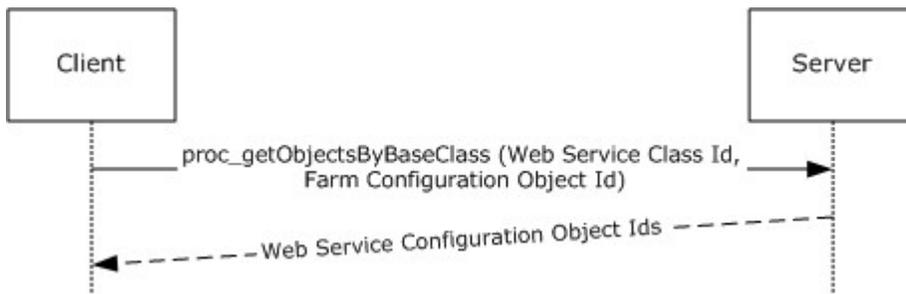 Client
Server
proc_getObjectsByBaseClass (Web Service Class Id,
Farm Configuration Object Id)
Web Service Configuration Object Ids